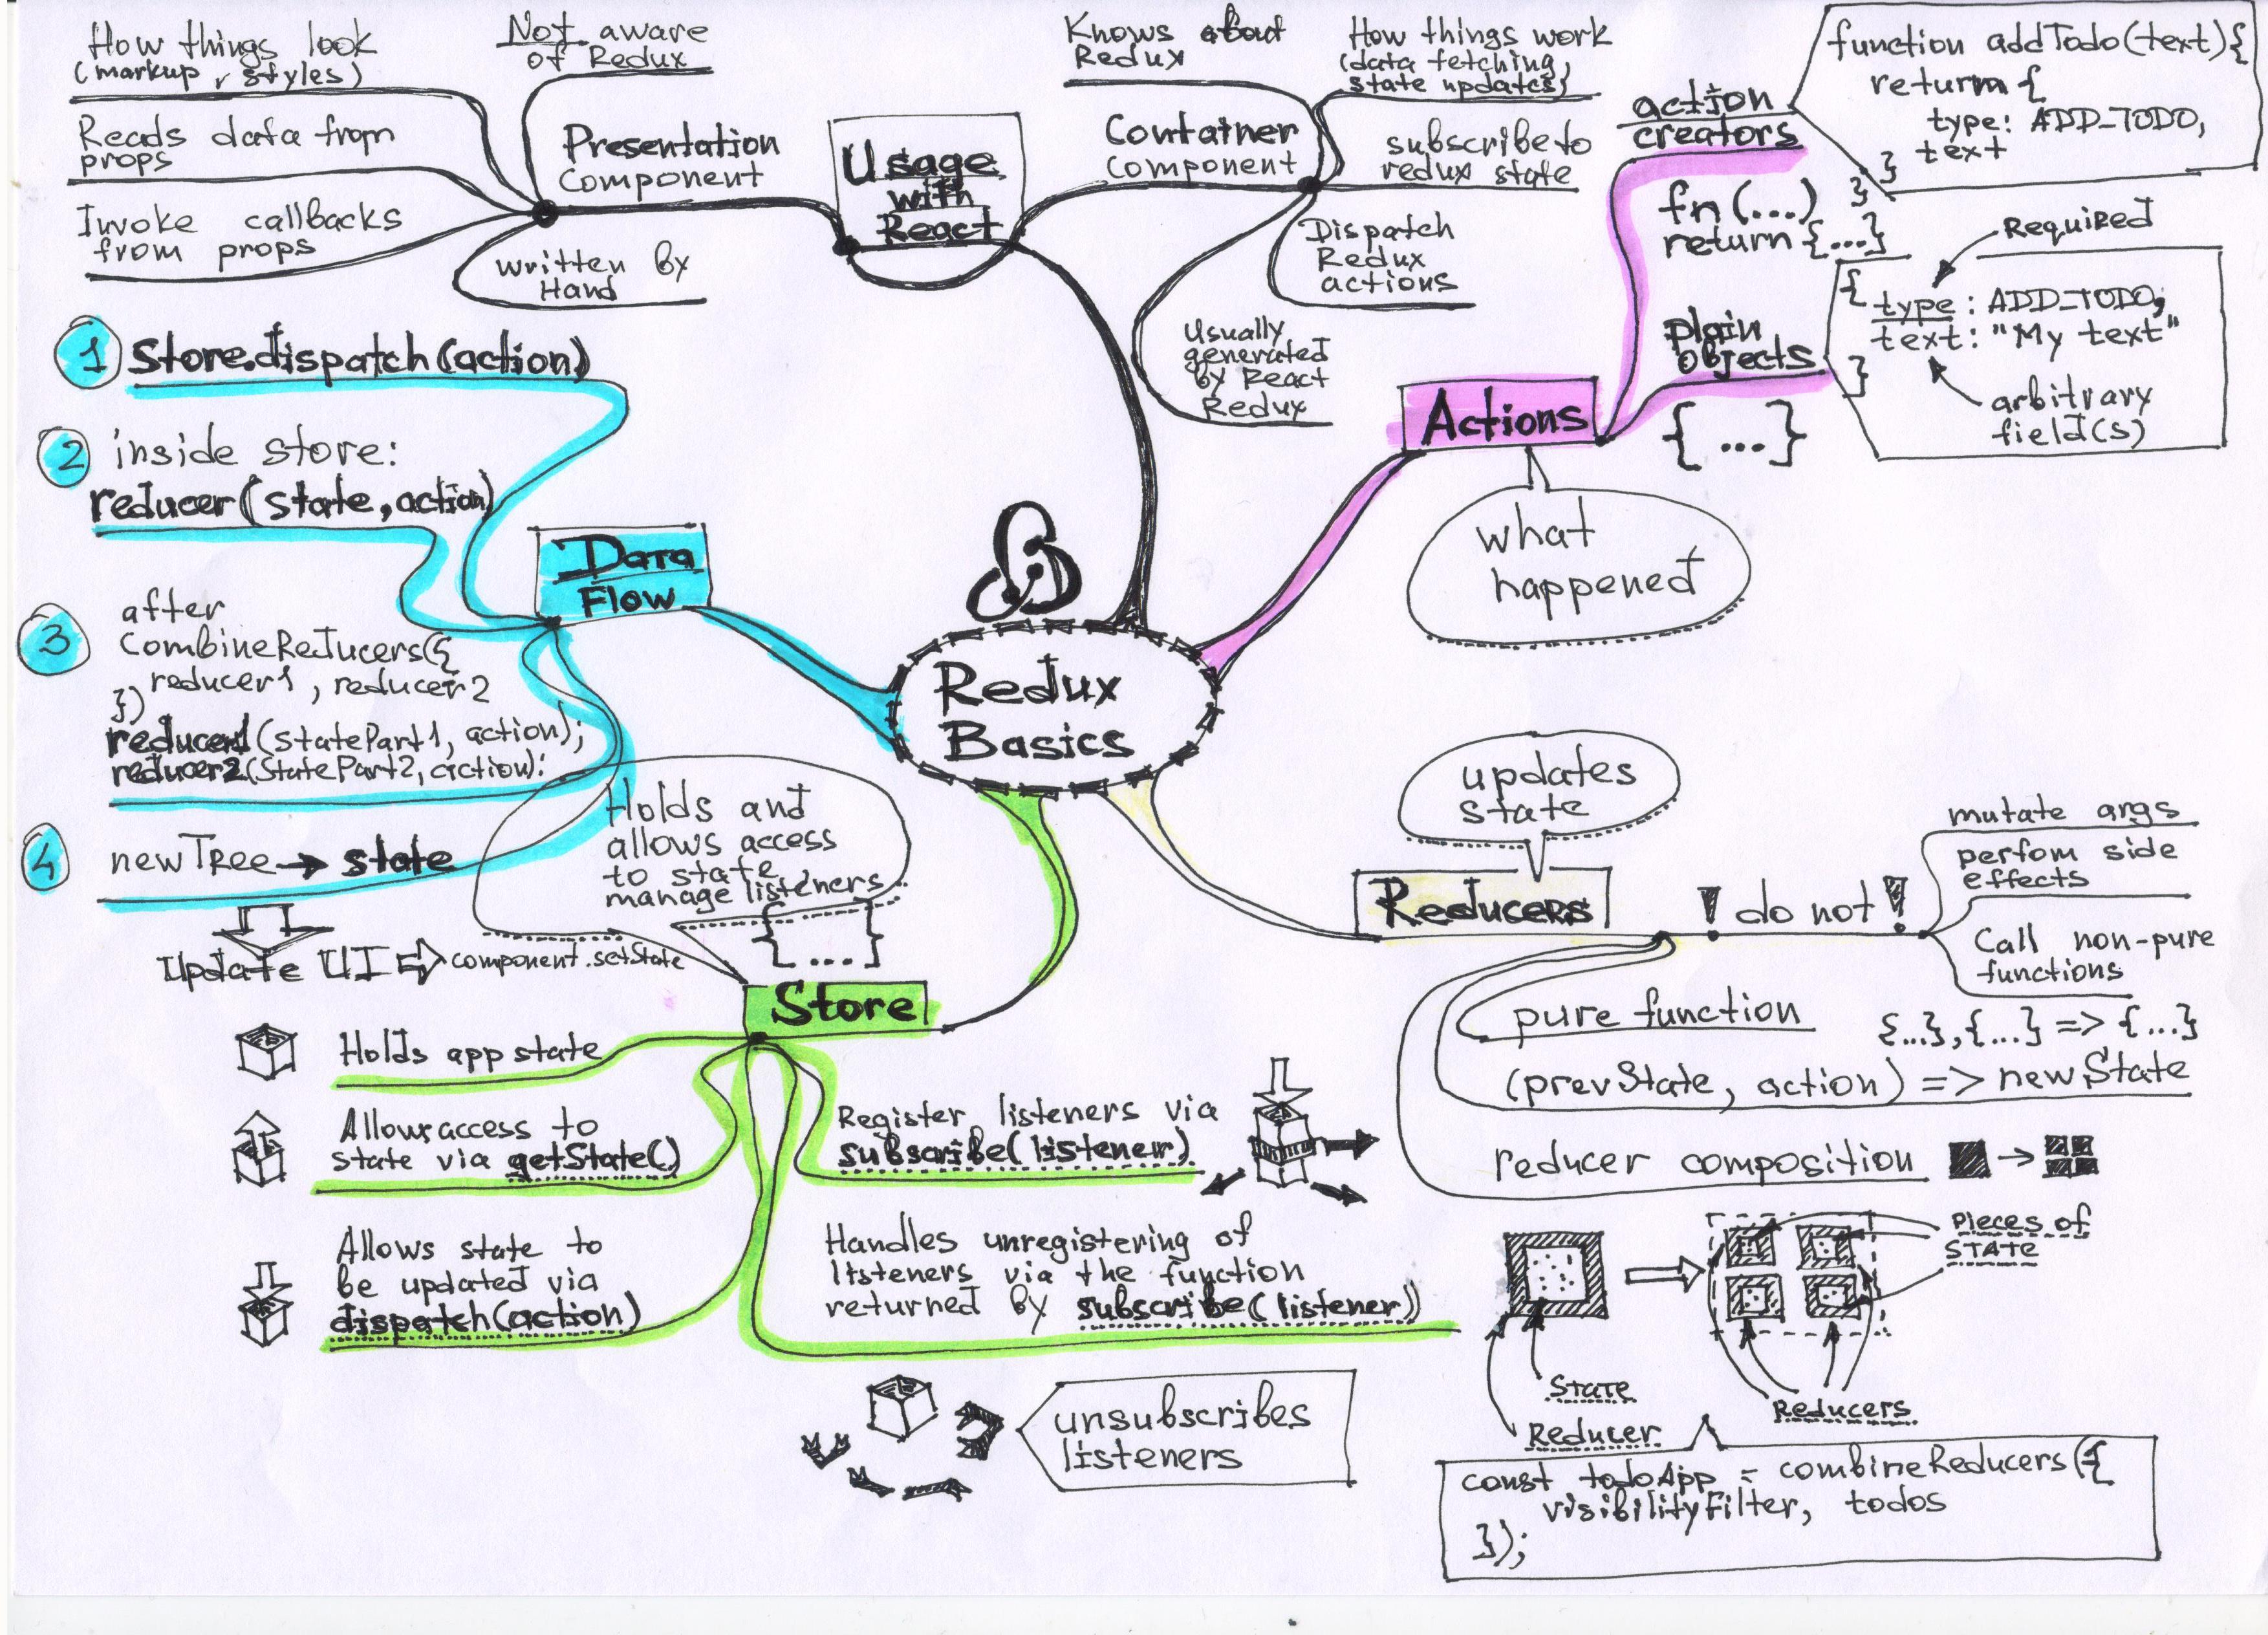 How things look
(markup, styles)
Reads data from
props
Invoke callbacks
from props
Not aware
of Redux
Presentation
Component
written by
Hand
Usage
with
React
Knows about
Redux
Container
Component
How things work
(data fetching,
state updates)
subscribe to
redux state
Dispatch
Redux
actions
Usually
generated
by React
Redux
action
creators
function addTodo(text){
return {
type: ADD_TODO,
text
}
}
fn(...)
return {...}
Required
plain
objects
{
type: ADD_TODO,
text: "My text"
}
arbitrary
field(s)
{...}
Actions
what
happened
1 Store.dispatch(action)
2 inside store:
reducer(state, action)
3 after
CombineReducers({
reducer1, reducer2
})
reducer1(statePart1, action);
reducer2(StatePart2, action);
4 newTree → state
Update UI ⇒ component.setState
Data
Flow
Redux
Basics
updates
state
Reducers
! do not !
mutate args
perfom side
effects
Call non-pure
functions
pure function {...},{...} => {...}
(prevState, action) => newState
reducer composition
Pieces of
STATE
State
Reducer
Reducers
const todoApp = combineReducers({
visibilityFilter, todos
});
Holds and
allows access
to state,
manage listeners
{...}
Store
Holds app state
Allows access to
state via getState()
Allows state to
be updated via
dispatch(action)
Register listeners via
subscribe(listener)
Handles unregistering of
listeners via the function
returned by subscribe(listener)
unsubscribes
listeners